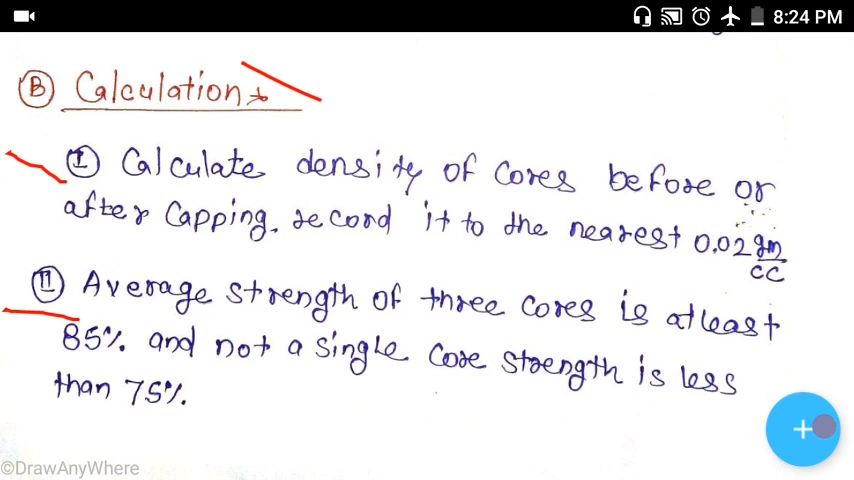 8:24 PM
B Calculation →
I Calculate density of cores before or
after Capping, record it to the nearest 0.02 gm/cc
II Average strength of three cores is atleast
85% and not a single core strength is less
than 75%.
©DrawAnyWhere